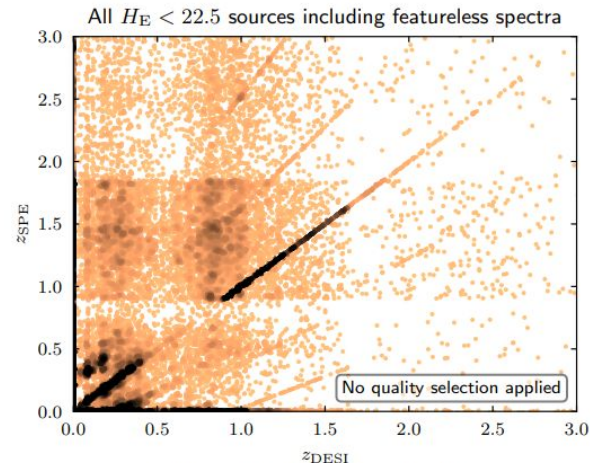 All H_E < 22.5 sources including featureless spectra
3.0
2.5
2.0
1.5
1.0
0.5
0.0
z_SPE
No quality selection applied
0.0 0.5 1.0 1.5 2.0 2.5 3.0
z_DESI